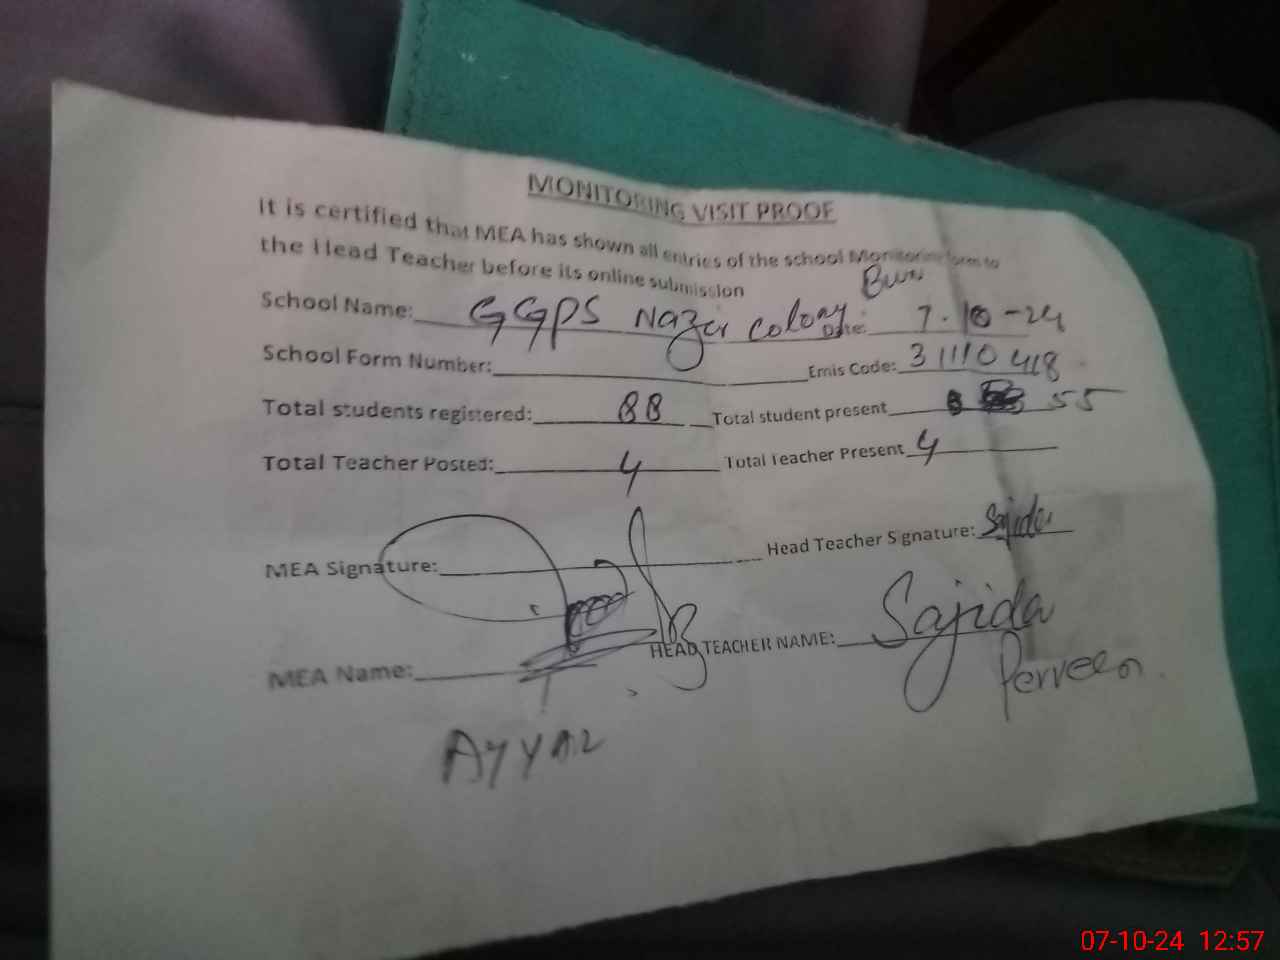 MONITORING VISIT PROOF
It is certified that MEA has shown all entries of the school Monitoring form to
the Head Teacher before its online submission
School Name: GGPS Nazir colony Date: 7-10-24
School Form Number: Emis Code: 31110418
Total students registered: 88 Total student present 55
Total Teacher Posted: 4 Total Teacher Present 4
MEA Signature: Head Teacher Signature: Sajida
MEA Name: HEAD TEACHER NAME: Sajida
Perveen
AYYAZ
07-10-24 12:57